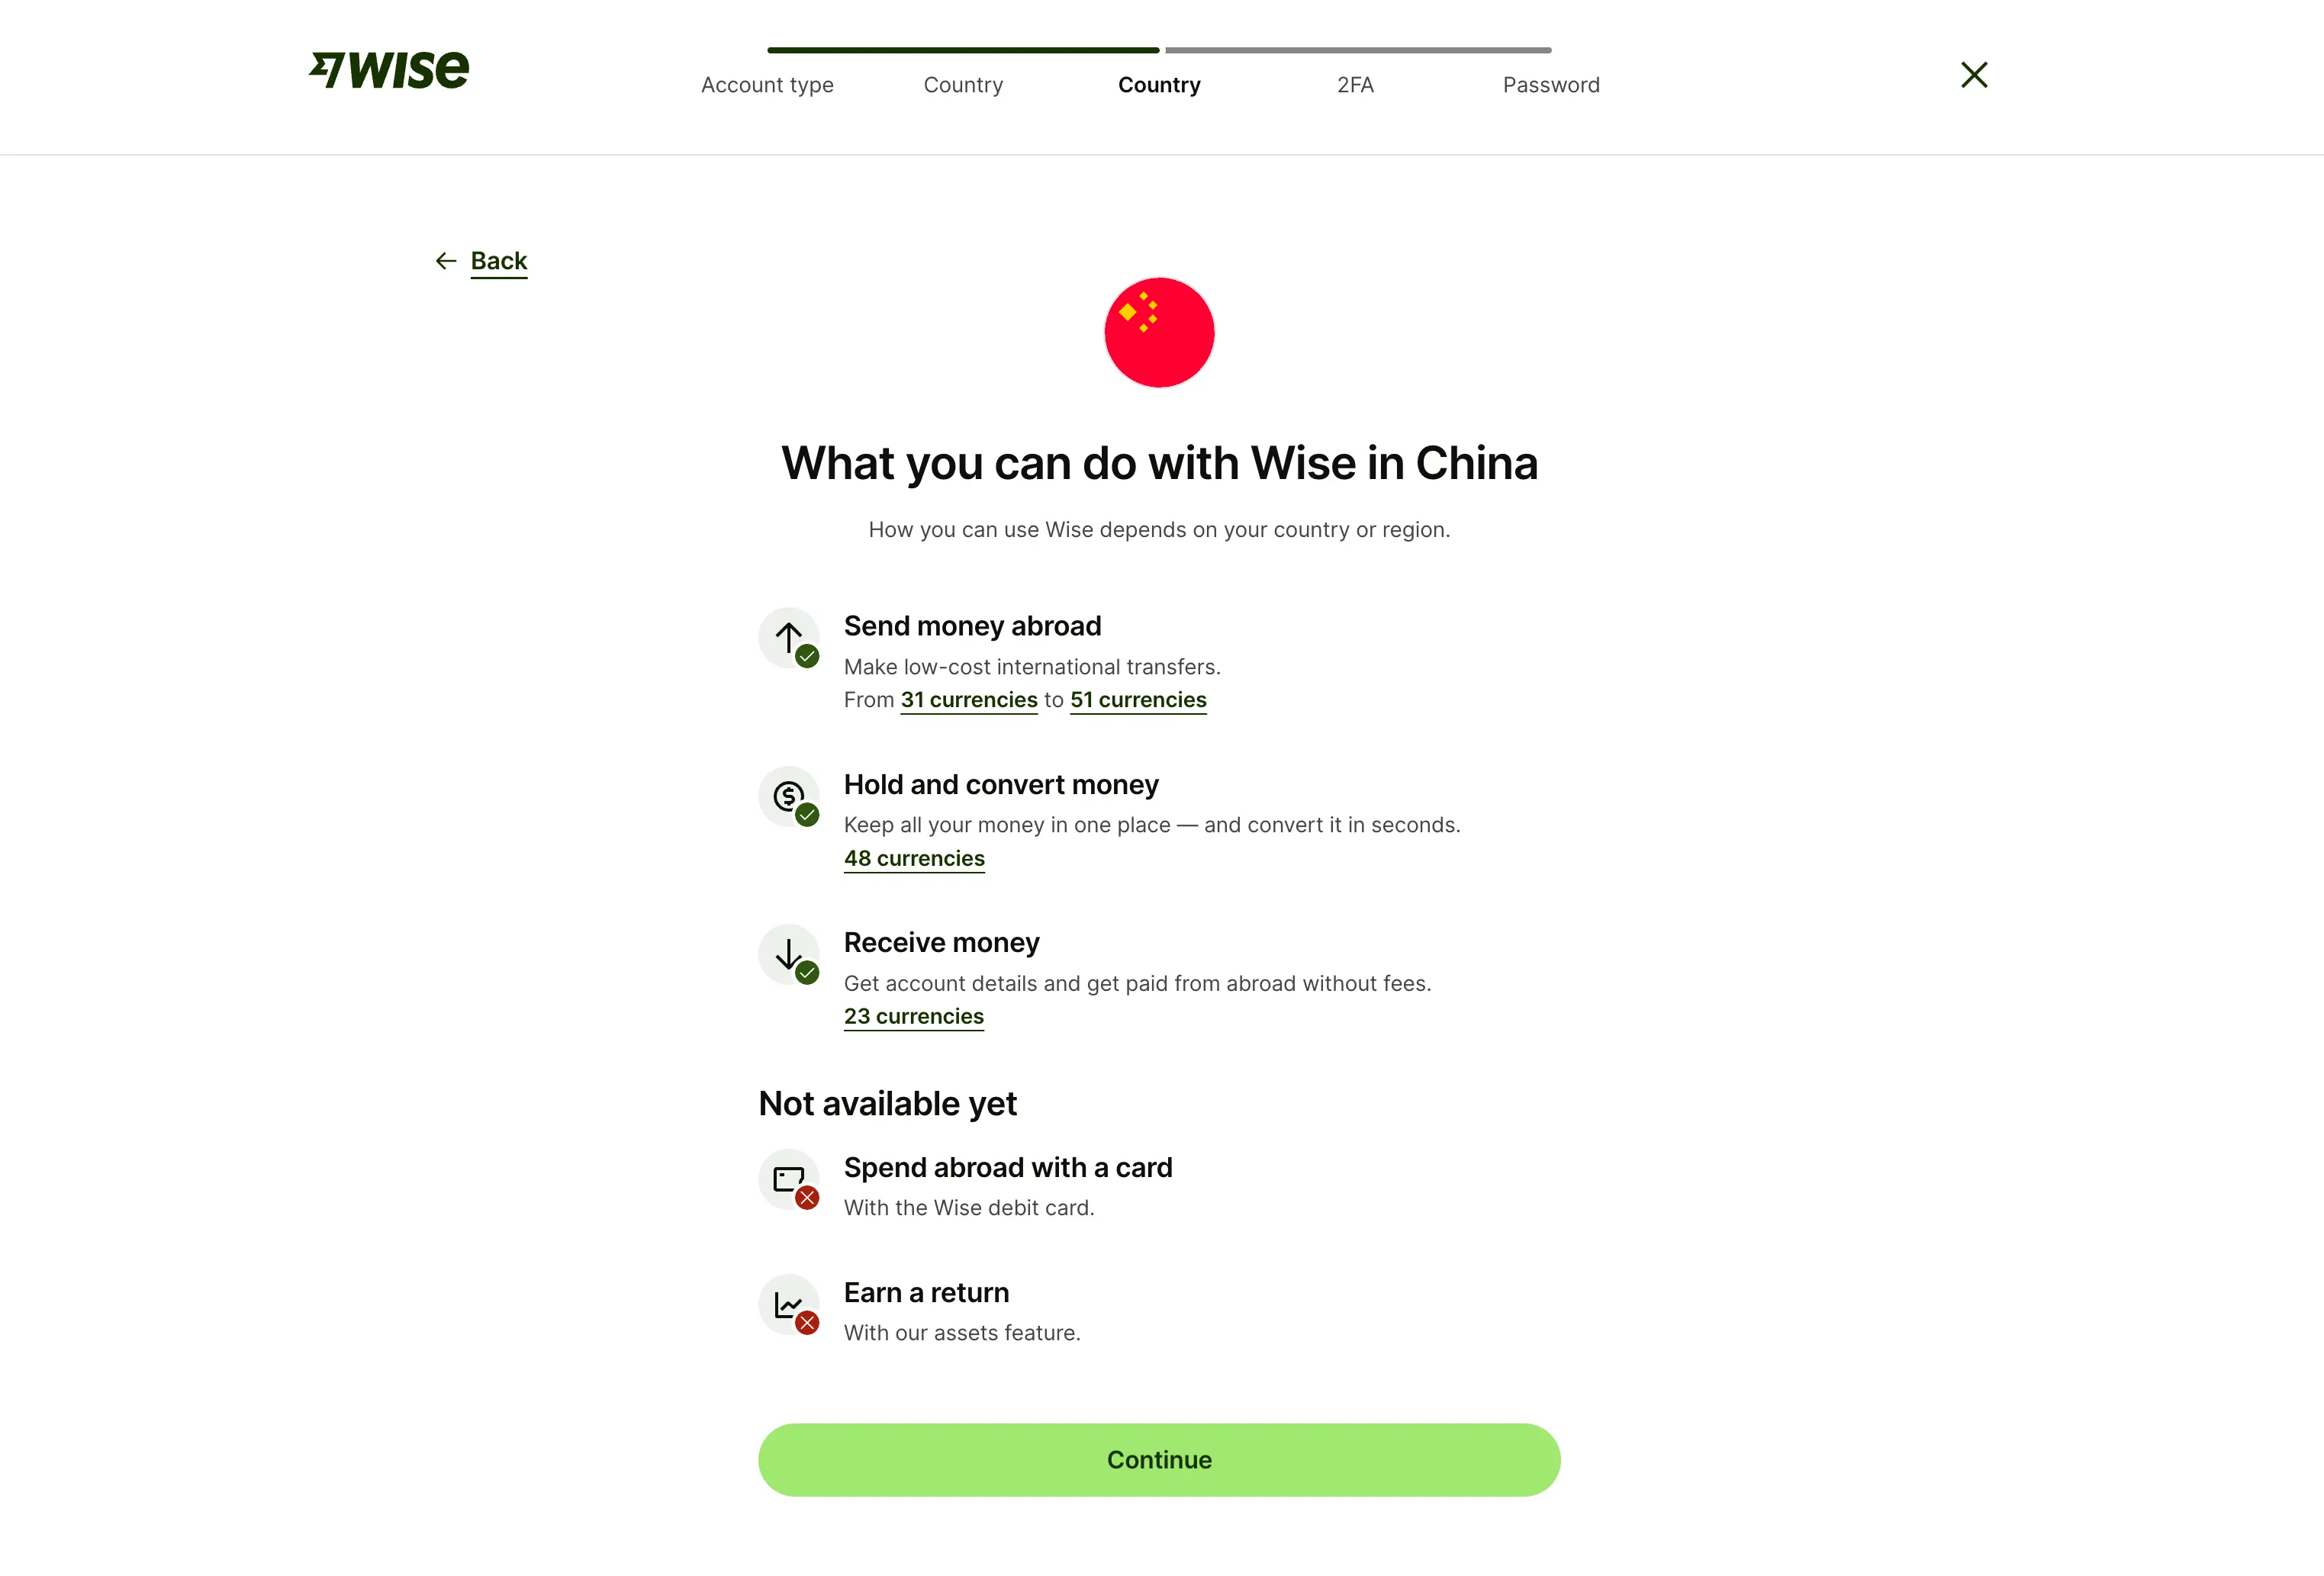 WISE
Account type
Country
Country
2FA
Password
Back
What you can do with Wise in China
How you can use Wise depends on your country or region.
Send money abroad
Make low-cost international transfers.
From 31 currencies to 51 currencies
Hold and convert money
Keep all your money in one place — and convert it in seconds.
48 currencies
Receive money
Get account details and get paid from abroad without fees.
23 currencies
Not available yet
Spend abroad with a card
With the Wise debit card.
Earn a return
With our assets feature.
Continue